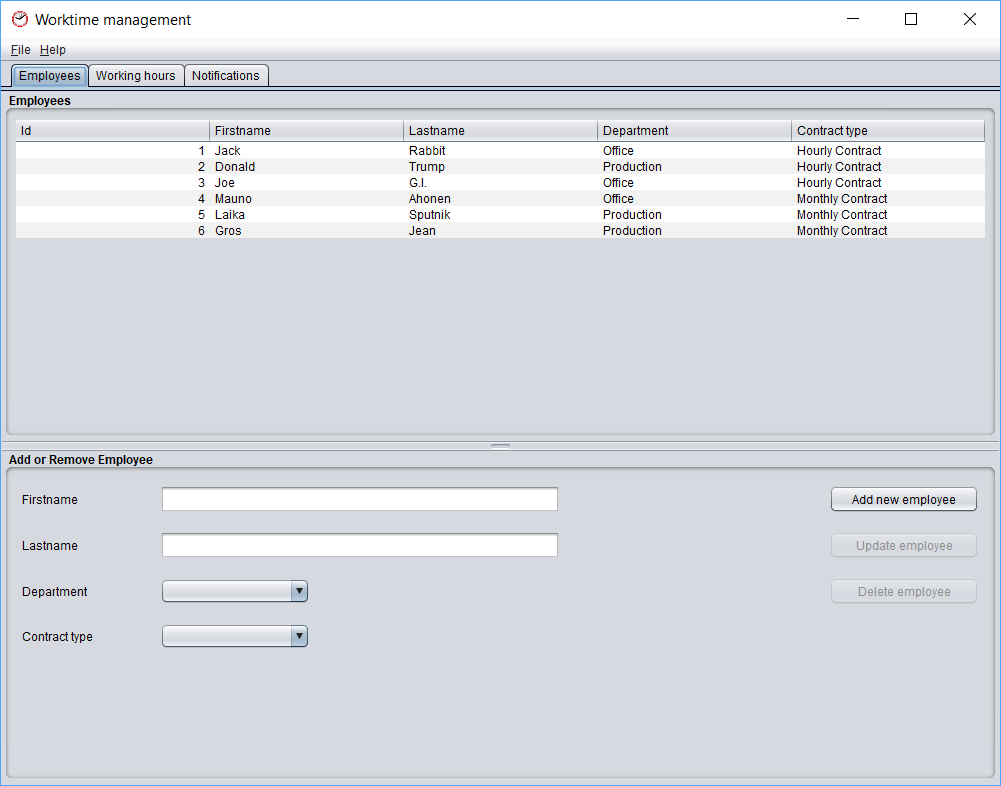 Worktime management
File Help
Employees Working hours Notifications
Employees
Id Firstname Lastname Department Contract type
1 Jack Rabbit Office Hourly Contract
2 Donald Trump Production Hourly Contract
3 Joe G.I. Office Hourly Contract
4 Mauno Ahonen Office Monthly Contract
5 Laika Sputnik Production Monthly Contract
6 Gros Jean Production Monthly Contract
Add or Remove Employee
Firstname Add new employee
Lastname Update employee
Department Delete employee
Contract type